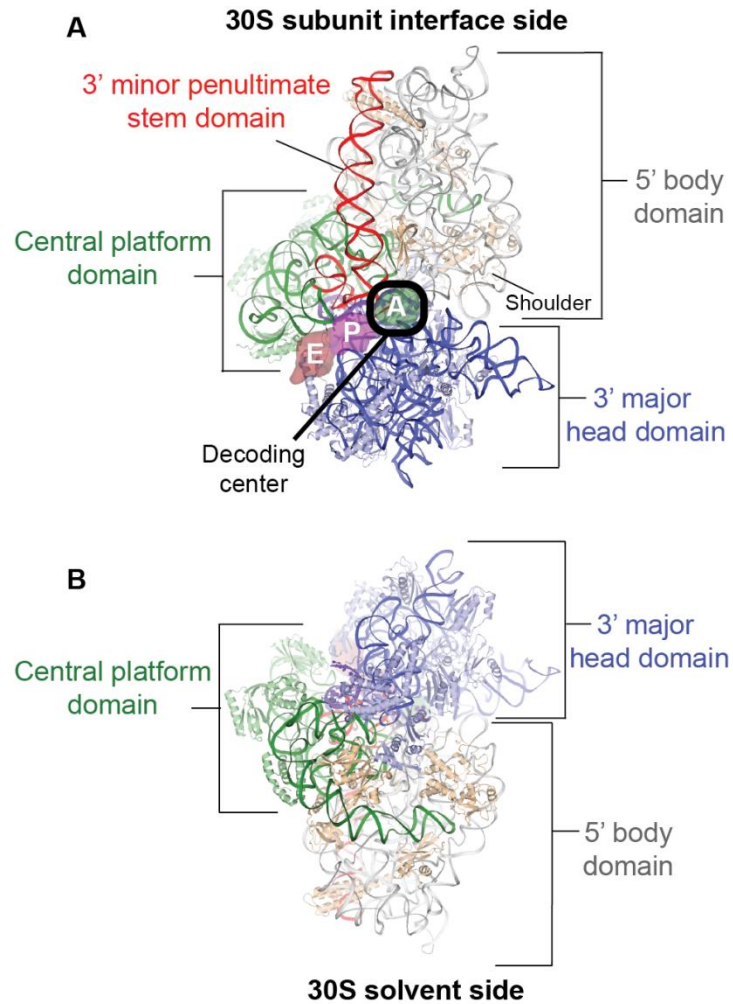 A
30S subunit interface side
3’ minor penultimate
stem domain
5’ body
domain
Central platform
domain
Shoulder
A
P
E
3’ major
head domain
Decoding
center
B
3’ major
head domain
Central platform
domain
5’ body
domain
30S solvent side